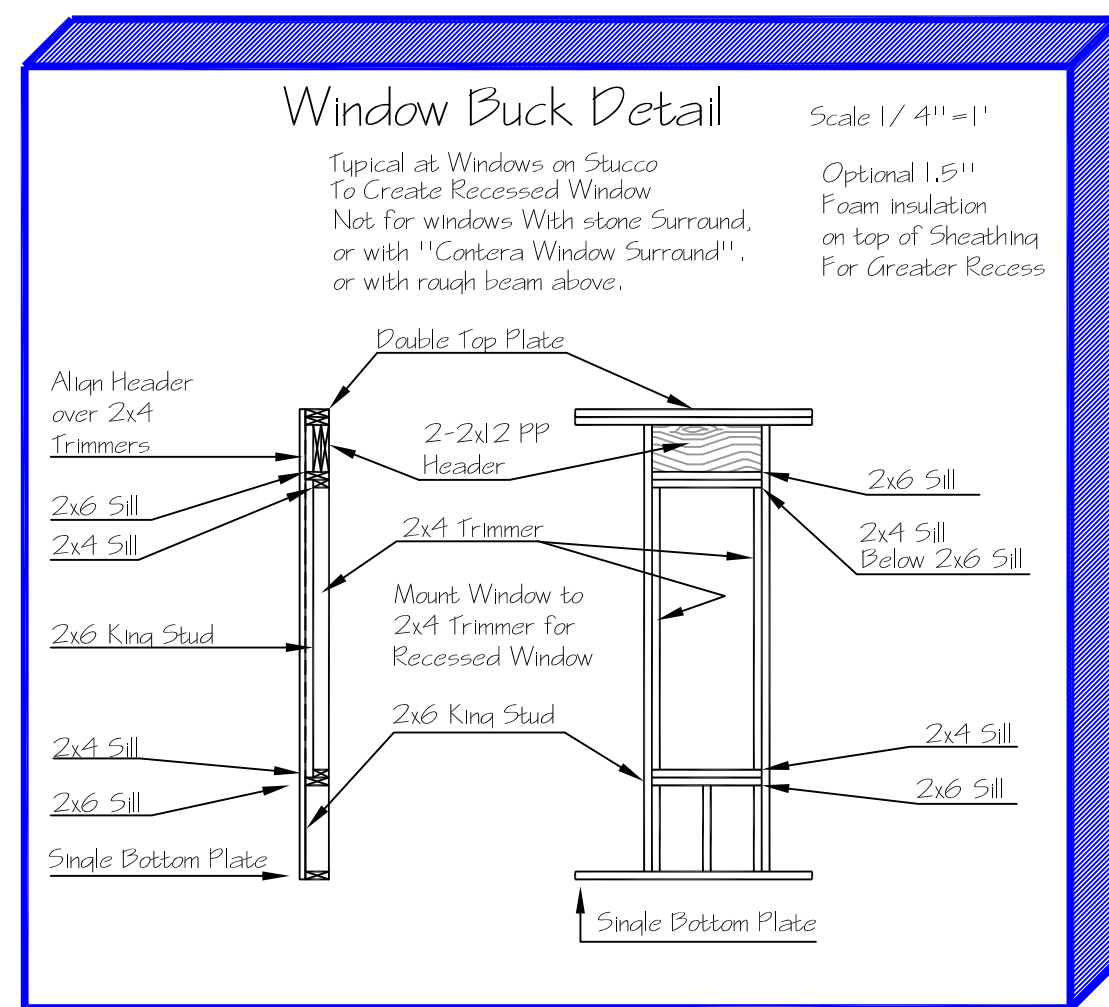 Window Buck Detail
Scale 1/ 4"=1'
Typical at Windows on Stucco
To Create Recessed Window
Not for windows With stone Surround,
or with "Contera Window Surround",
or with rough beam above.
Optional 1.5"
Foam insulation
on top of Sheathing
For Greater Recess
Double Top Plate
Align Header
over 2x4
Trimmers
2-2x12 PP
Header
2x6 Sill
2x4 Sill
2x6 Sill
2x4 Sill
Below 2x6 Sill
2x4 Trimmer
Mount Window to
2x4 Trimmer for
Recessed Window
2x6 King Stud
2x6 King Stud
2x4 Sill
2x6 Sill
2x4 Sill
2x6 Sill
Single Bottom Plate
Single Bottom Plate